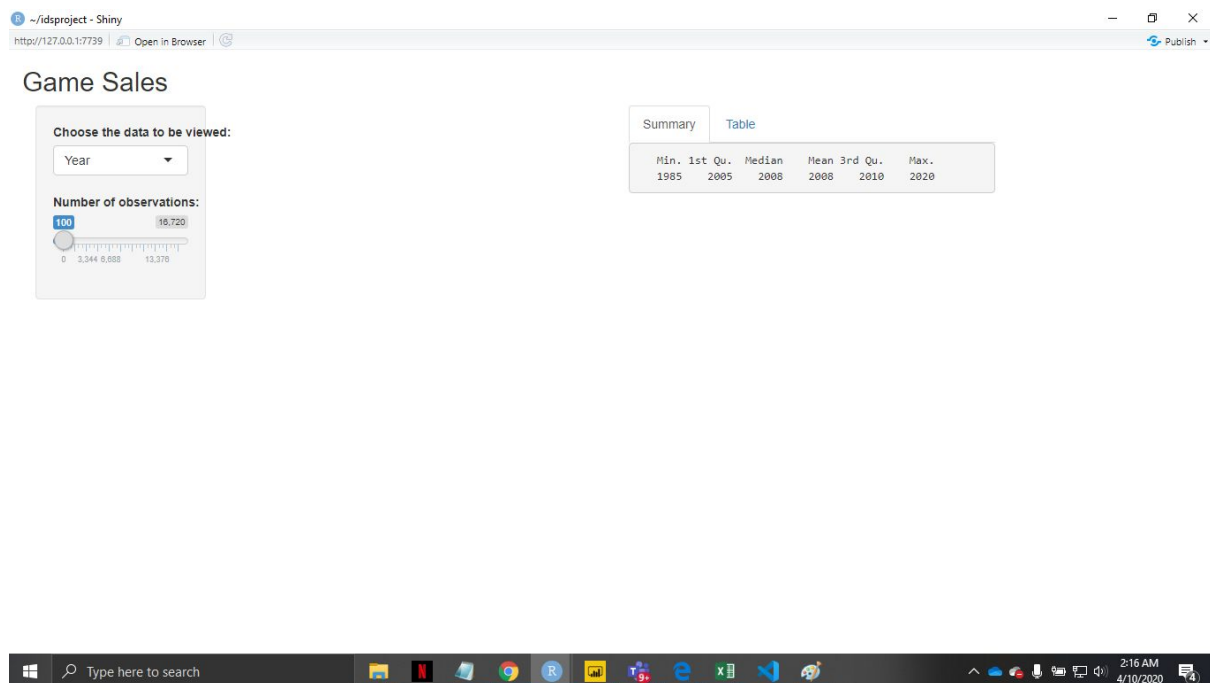 ~/idsproject - Shiny
http://127.0.0.1:7739 Open in Browser Publish
Game Sales
Choose the data to be viewed:
Year
Number of observations:
100 16,720
0 3,344 6,688 13,376
Summary Table
Min. 1st Qu. Median Mean 3rd Qu. Max.
1985 2005 2008 2008 2010 2020
Type here to search
2:16 AM
4/10/2020